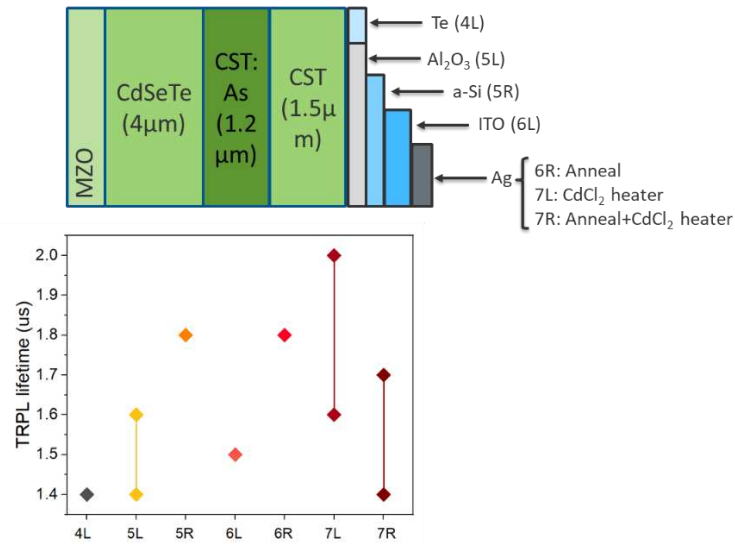 MZO
CdSeTe
(4µm)
CST:
As
(1.2
µm)
CST
(1.5µ
m)
Te (4L)
Al₂O₃ (5L)
a-Si (5R)
ITO (6L)
Ag
6R: Anneal
7L: CdCl₂ heater
7R: Anneal+CdCl₂ heater
TRPL lifetime (us)
2.0
1.9
1.8
1.7
1.6
1.5
1.4
4L 5L 5R 6L 6R 7L 7R